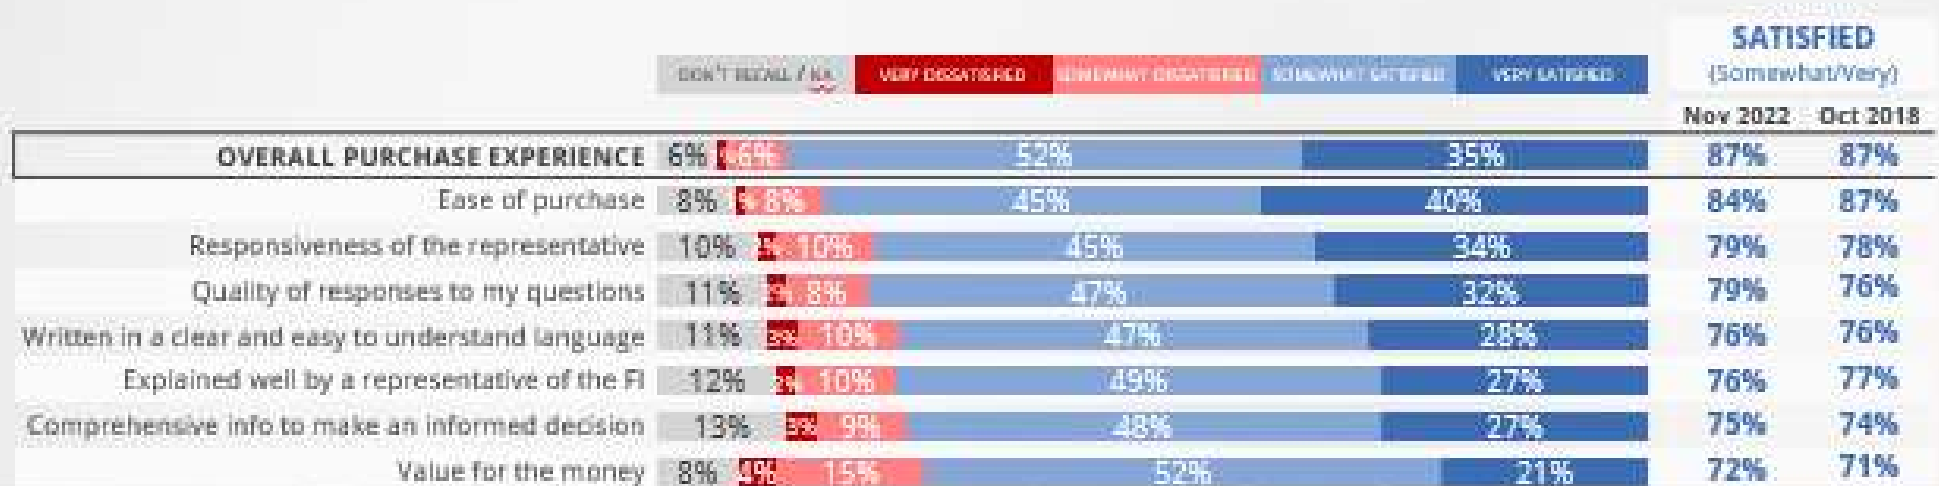 SATISFIED
DON'T RECALL / NA VERY DISSATISFIED SOMEWHAT DISSATISFIED SOMEWHAT SATISFIED VERY SATISFIED (Somewhat/Very)
Nov 2022 Oct 2018
OVERALL PURCHASE EXPERIENCE 6% 6% 52% 35% 87% 87%
Ease of purchase 8% 8% 45% 40% 84% 87%
Responsiveness of the representative 10% 10% 45% 34% 79% 78%
Quality of responses to my questions 11% 8% 47% 32% 79% 76%
Written in a clear and easy to understand language 11% 3% 10% 47% 28% 76% 76%
Explained well by a representative of the FI 12% 10% 49% 27% 76% 77%
Comprehensive info to make an informed decision 13% 3% 9% 48% 27% 75% 74%
Value for the money 8% 4% 15% 52% 21% 72% 71%